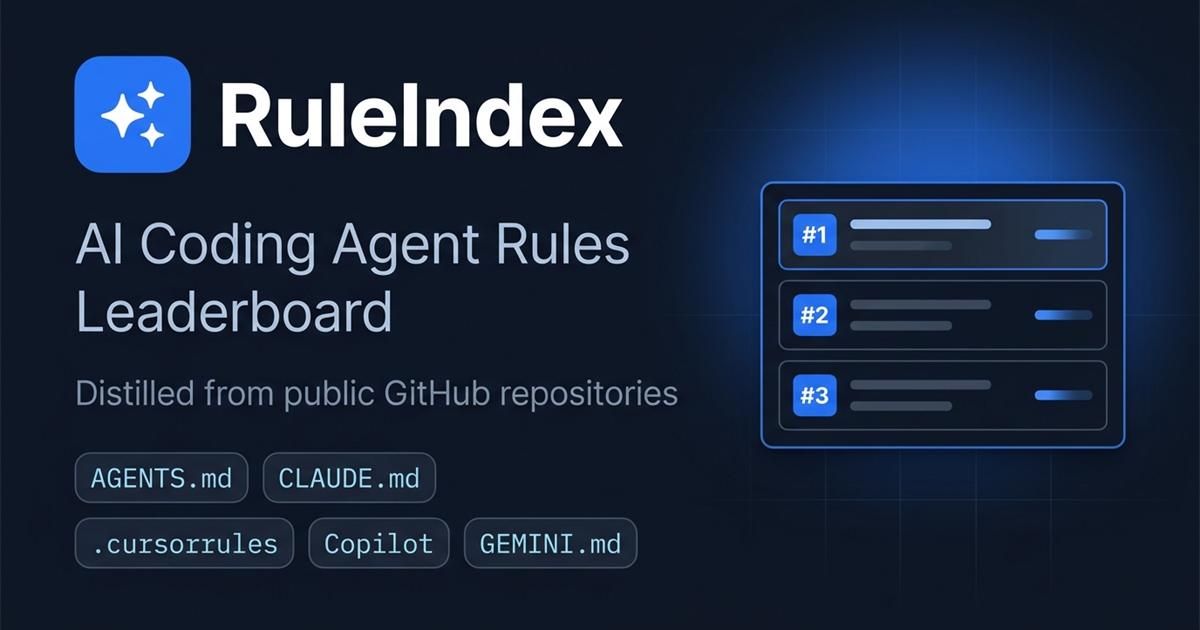 RuleIndex
AI Coding Agent Rules
Leaderboard
Distilled from public GitHub repositories
AGENTS.md
CLAUDE.md
.cursorrules
Copilot
GEMINI.md
#1
#2
#3